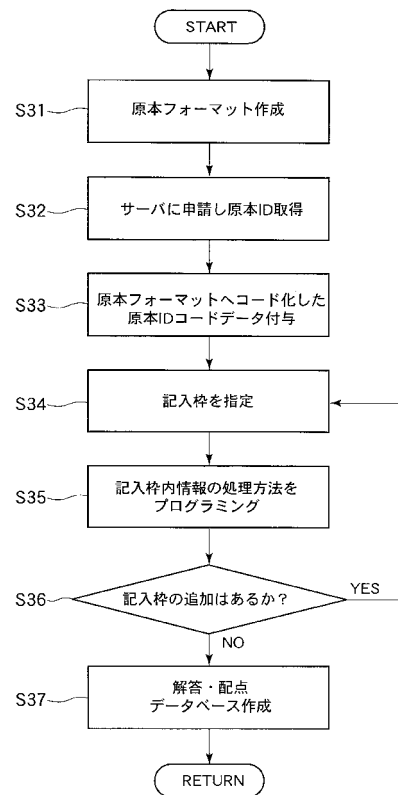 START
S31
原本フォーマット作成
S32
サーバに申請し原本ID取得
S33
原本フォーマットへコード化した
原本IDコードデータ付与
S34
記入枠を指定
S35
記入枠内情報の処理方法を
プログラミング
S36
記入枠の追加はあるか？
YES
NO
S37
解答・配点
データベース作成
RETURN